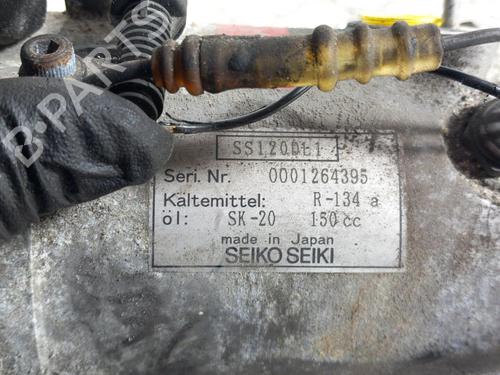 B-PARTS
SS120DL1
Seri. Nr. 0001264395
Kältemittel: R-134 a
öl: SK-20 150 cc
made in Japan
SEIKO SEIKI